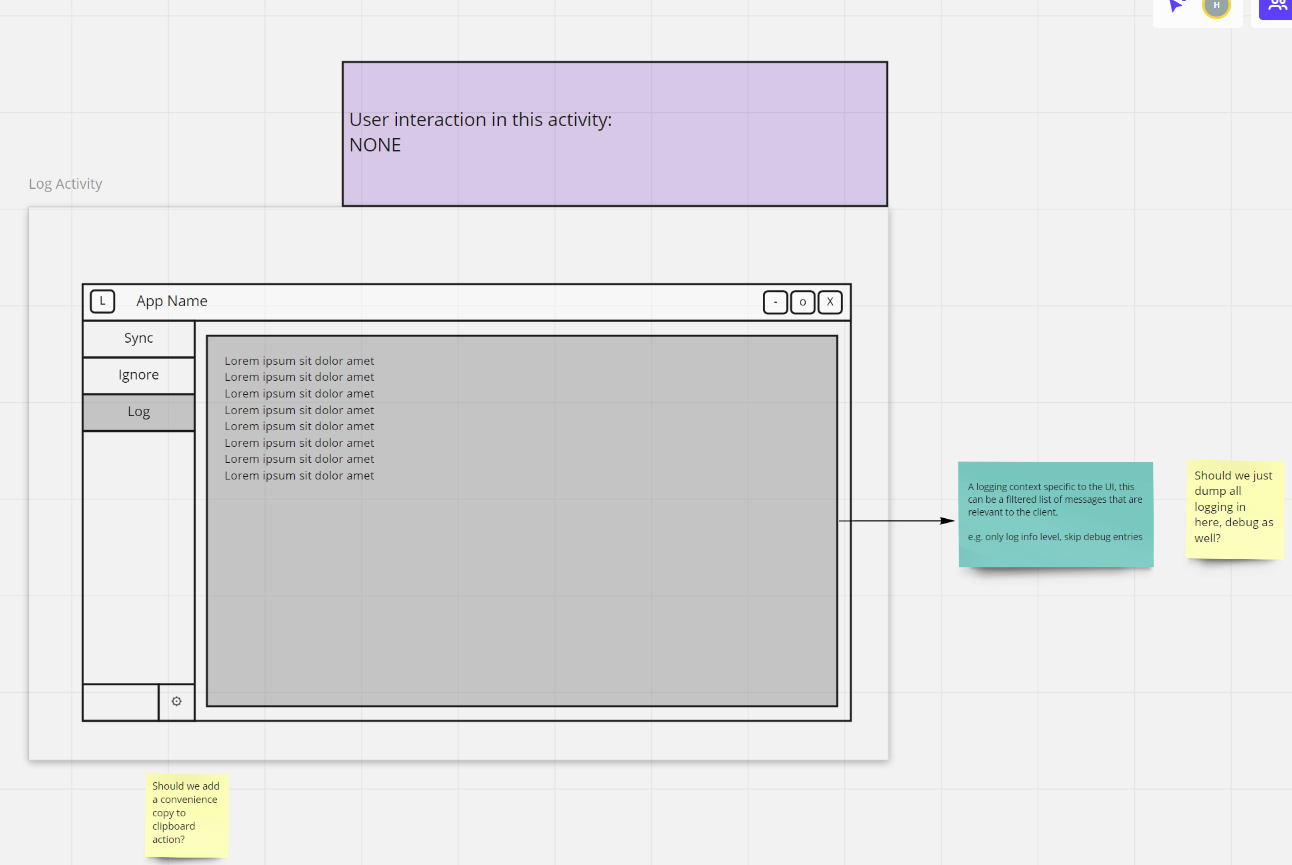 H
User interaction in this activity:
NONE
Log Activity
L
App Name
-
o
X
Sync
Ignore
Log
Lorem ipsum sit dolor amet
Lorem ipsum sit dolor amet
Lorem ipsum sit dolor amet
Lorem ipsum sit dolor amet
Lorem ipsum sit dolor amet
Lorem ipsum sit dolor amet
Lorem ipsum sit dolor amet
Lorem ipsum sit dolor amet
A logging context specific to the UI, this
can be a filtered list of messages that are
relevant to the client.
e.g. only log info level, skip debug entries
Should we just
dump all
logging in
here, debug as
well?
Should we add
a convenience
copy to
clipboard
action?